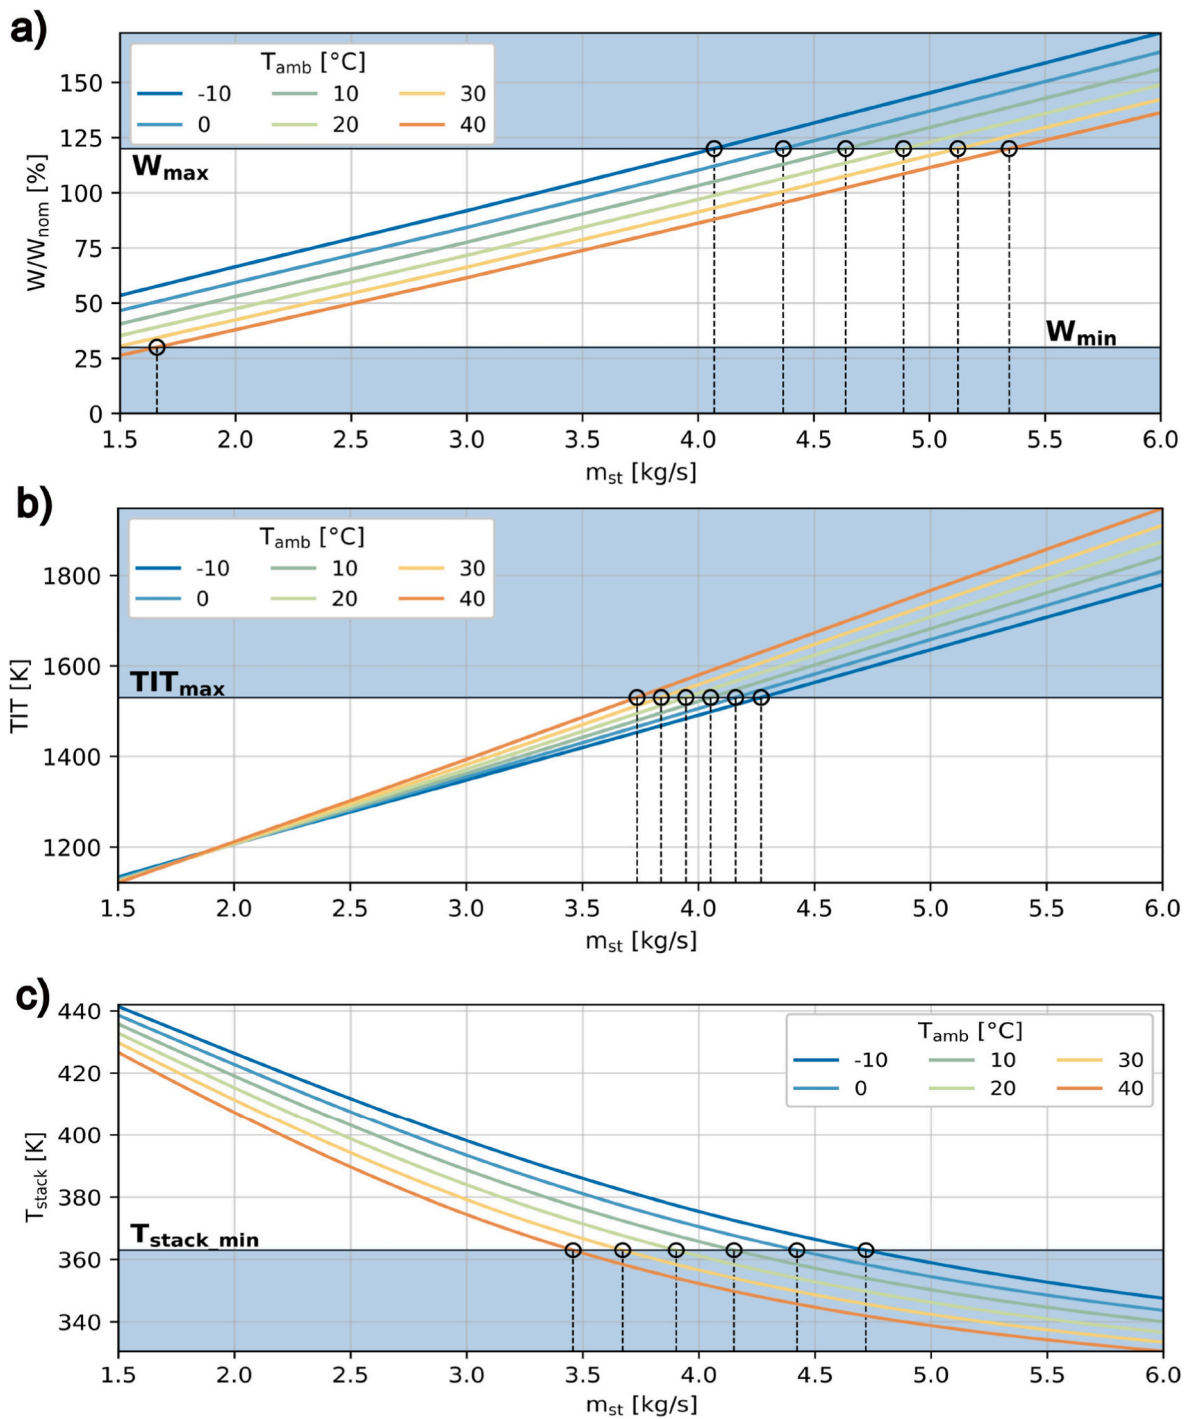 a)
T_amb [°C]
-10 10 30
0 20 40
W_max
W_min
W/W_nom [%]
150
125
100
75
50
25
0
1.5 2.0 2.5 3.0 3.5 4.0 4.5 5.0 5.5 6.0
m_st [kg/s]
b)
T_amb [°C]
-10 10 30
0 20 40
TIT_max
TIT [K]
1800
1600
1400
1200
1.5 2.0 2.5 3.0 3.5 4.0 4.5 5.0 5.5 6.0
m_st [kg/s]
c)
T_amb [°C]
-10 10 30
0 20 40
T_stack_min
T_stack [K]
440
420
400
380
360
340
1.5 2.0 2.5 3.0 3.5 4.0 4.5 5.0 5.5 6.0
m_st [kg/s]